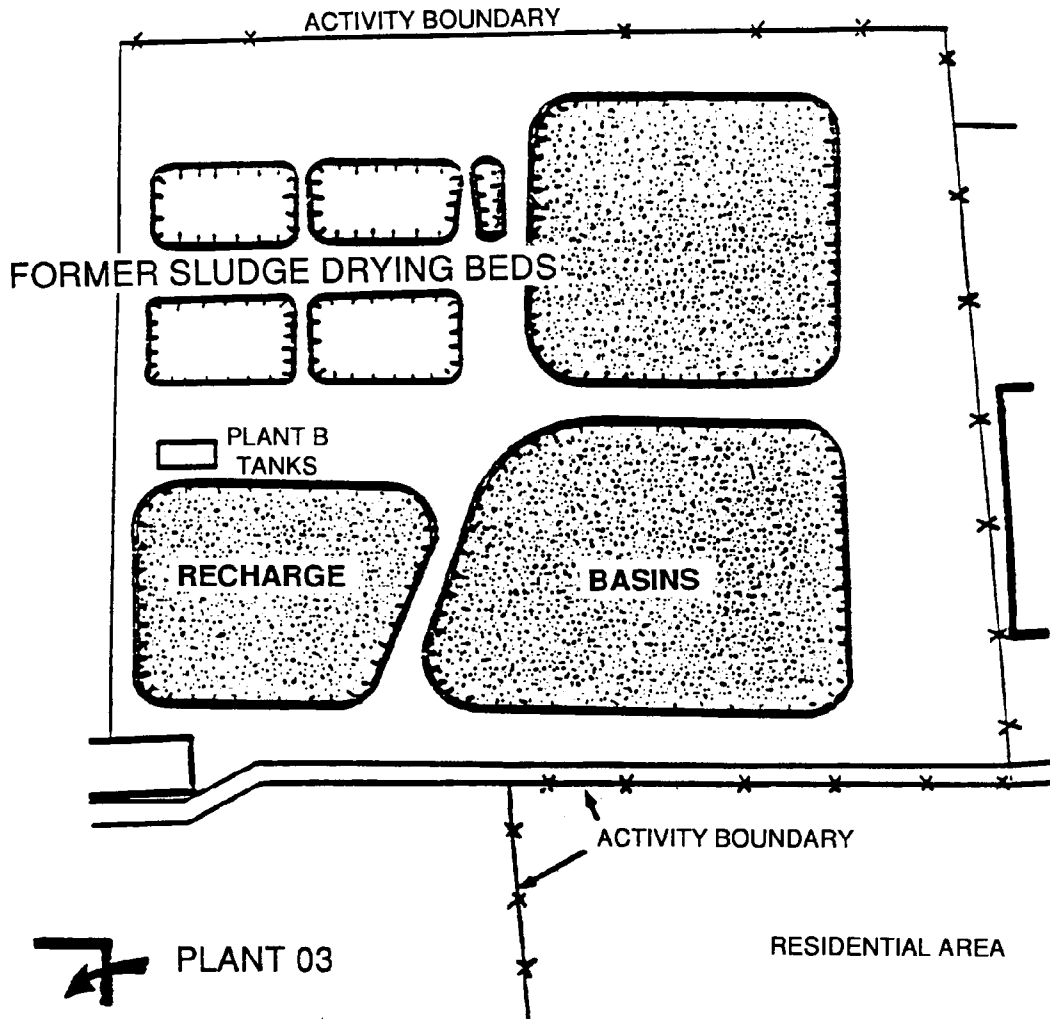 ACTIVITY BOUNDARY
FORMER SLUDGE DRYING BEDS
PLANT B
TANKS
RECHARGE
BASINS
ACTIVITY BOUNDARY
PLANT 03
RESIDENTIAL AREA